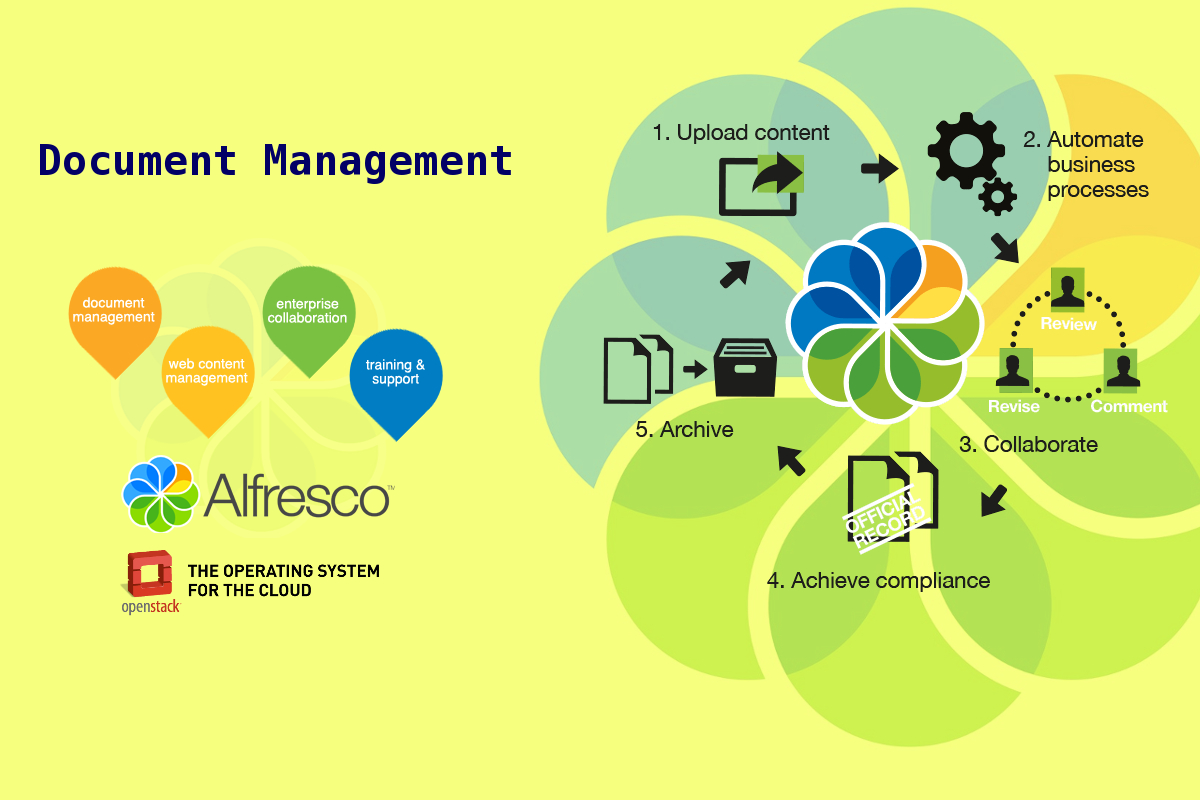 Document Management
document
management
web content
management
enterprise
collaboration
training &
support
Alfresco™
openstack
THE OPERATING SYSTEM
FOR THE CLOUD
1. Upload content
2. Automate
business
processes
Review
Revise
Comment
3. Collaborate
OFFICIAL
RECORD
4. Achieve compliance
5. Archive